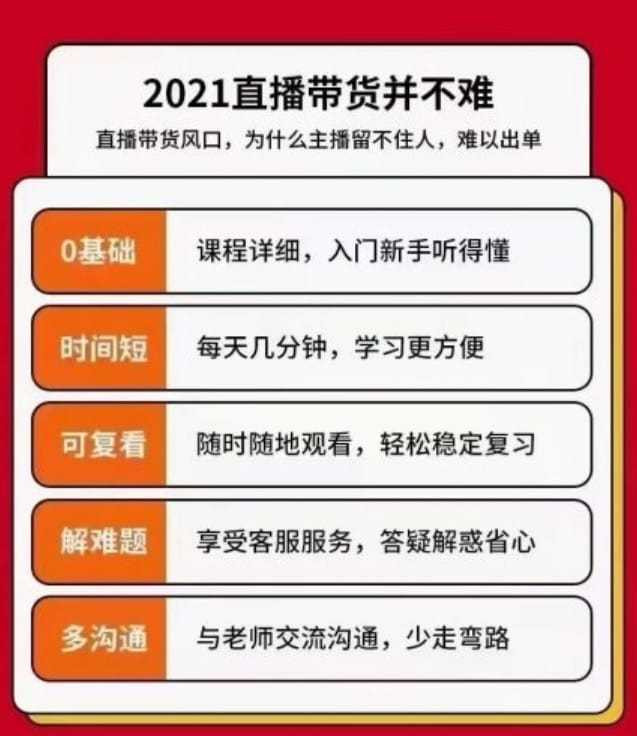 2021直播带货并不难
直播带货风口，为什么主播留不住人，难以出单
0基础 课程详细，入门新手听得懂
时间短 每天几分钟，学习更方便
可复看 随时随地观看，轻松稳定复习
解难题 享受客服服务，答疑解惑省心
多沟通 与老师交流沟通，少走弯路